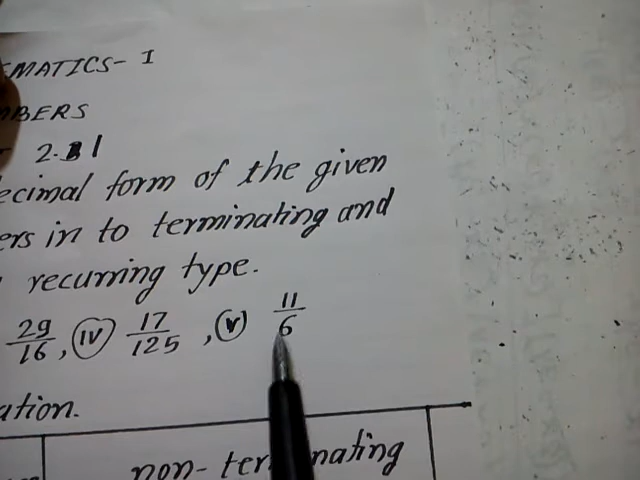 MATICS- I
BERS
2.1
ecimal form of the given
ers in to terminating and
recurring type.
29/16, (IV) 17/125, (V) 11/6
ation.
non-ter nating